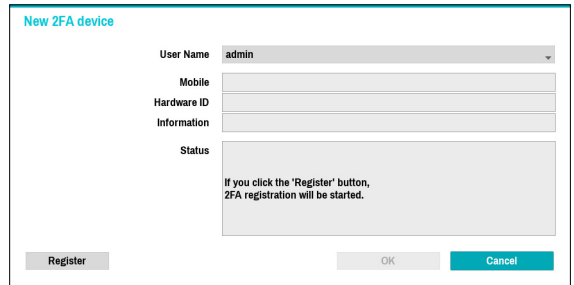 New 2FA device
User Name
admin
Mobile
Hardware ID
Information
Status
If you click the 'Register' button,
2FA registration will be started.
Register
OK
Cancel